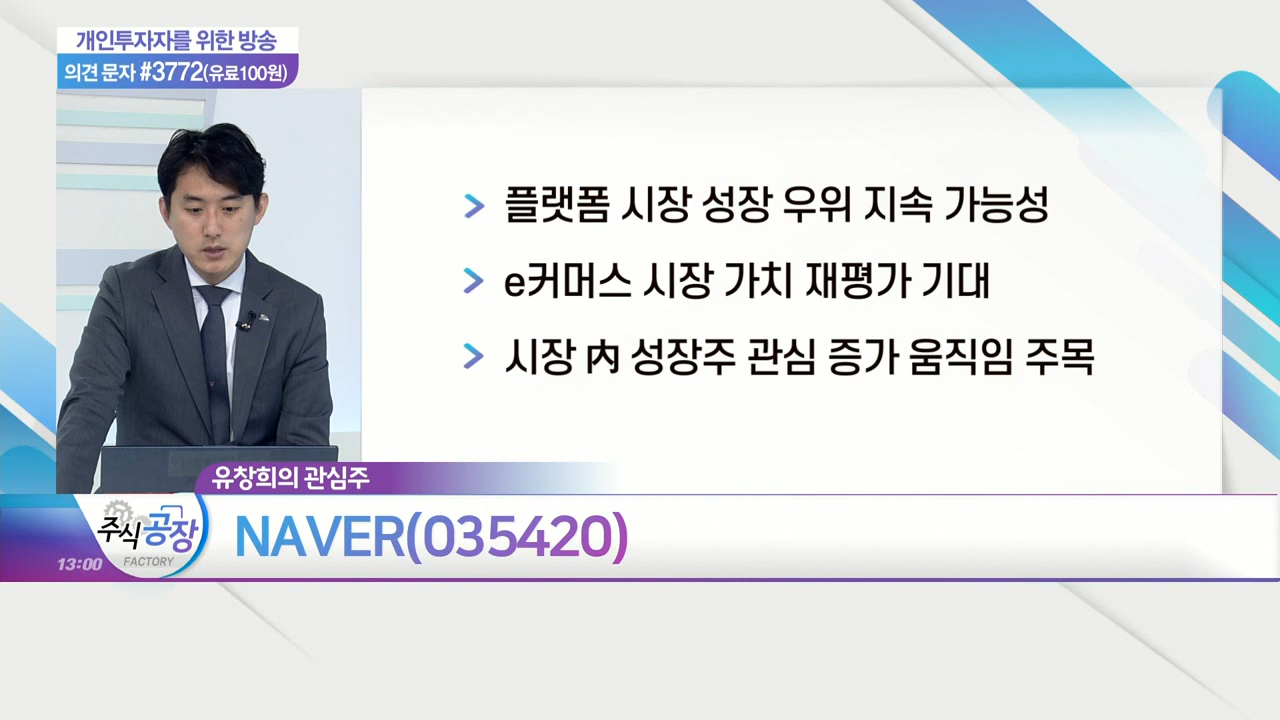 개인투자자를 위한 방송
의견 문자 #3772(유료100원)
플랫폼 시장 성장 우위 지속 가능성
e커머스 시장 가치 재평가 기대
시장 內 성장주 관심 증가 움직임 주목
유창희의 관심주
주식공장
FACTORY
13:00
NAVER(035420)